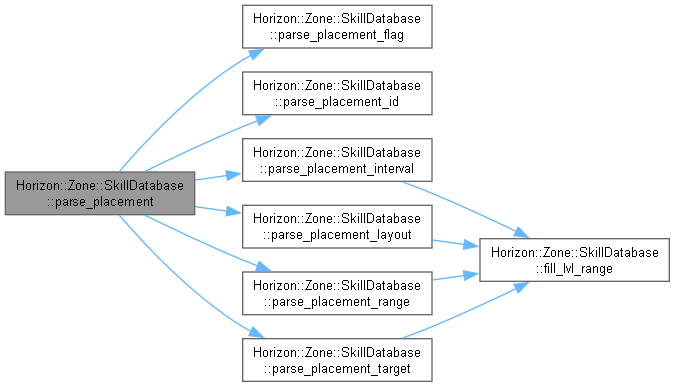 Horizon::Zone::SkillDatabase
::parse_placement
Horizon::Zone::SkillDatabase
::parse_placement_flag
Horizon::Zone::SkillDatabase
::parse_placement_id
Horizon::Zone::SkillDatabase
::parse_placement_interval
Horizon::Zone::SkillDatabase
::parse_placement_layout
Horizon::Zone::SkillDatabase
::parse_placement_range
Horizon::Zone::SkillDatabase
::parse_placement_target
Horizon::Zone::SkillDatabase
::fill_lvl_range